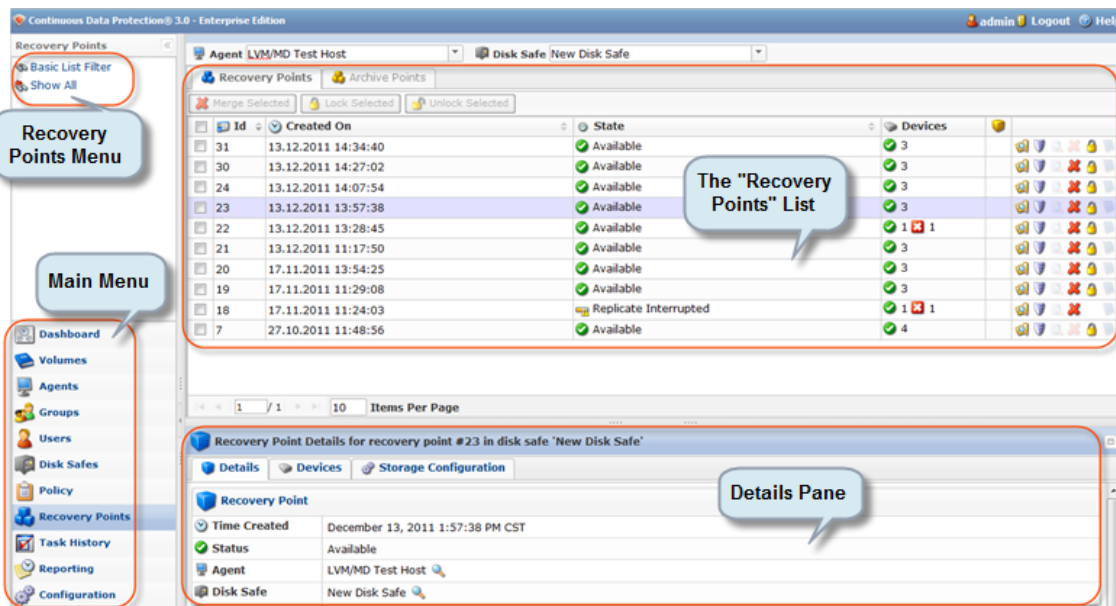 Continuous Data Protection® 3.0 - Enterprise Edition
admin Logout Help
Recovery Points
Basic List Filter
Show All
Recovery
Points Menu
Main Menu
Dashboard
Volumes
Agents
Groups
Users
Disk Safes
Policy
Recovery Points
Task History
Reporting
Configuration
Agent LVM/MD Test Host Disk Safe New Disk Safe
Recovery Points Archive Points
Merge Selected Lock Selected Unlock Selected
Id Created On State Devices
31 13.12.2011 14:34:40 Available 3
30 13.12.2011 14:27:02 Available 3
24 13.12.2011 14:07:54 Available 3
23 13.12.2011 13:57:38 Available 3
22 13.12.2011 13:28:45 Available 1 1
21 13.12.2011 11:17:50 Available 3
20 17.11.2011 13:54:25 Available 3
19 17.11.2011 11:29:08 Available 3
18 17.11.2011 11:24:03 Replicate Interrupted 1 1
7 27.10.2011 11:48:56 Available 4
The "Recovery
Points" List
1 / 1 10 Items Per Page
Recovery Point Details for recovery point #23 in disk safe 'New Disk Safe'
Details Devices Storage Configuration
Recovery Point
Time Created December 13, 2011 1:57:38 PM CST
Status Available
Agent LVM/MD Test Host
Disk Safe New Disk Safe
Details Pane